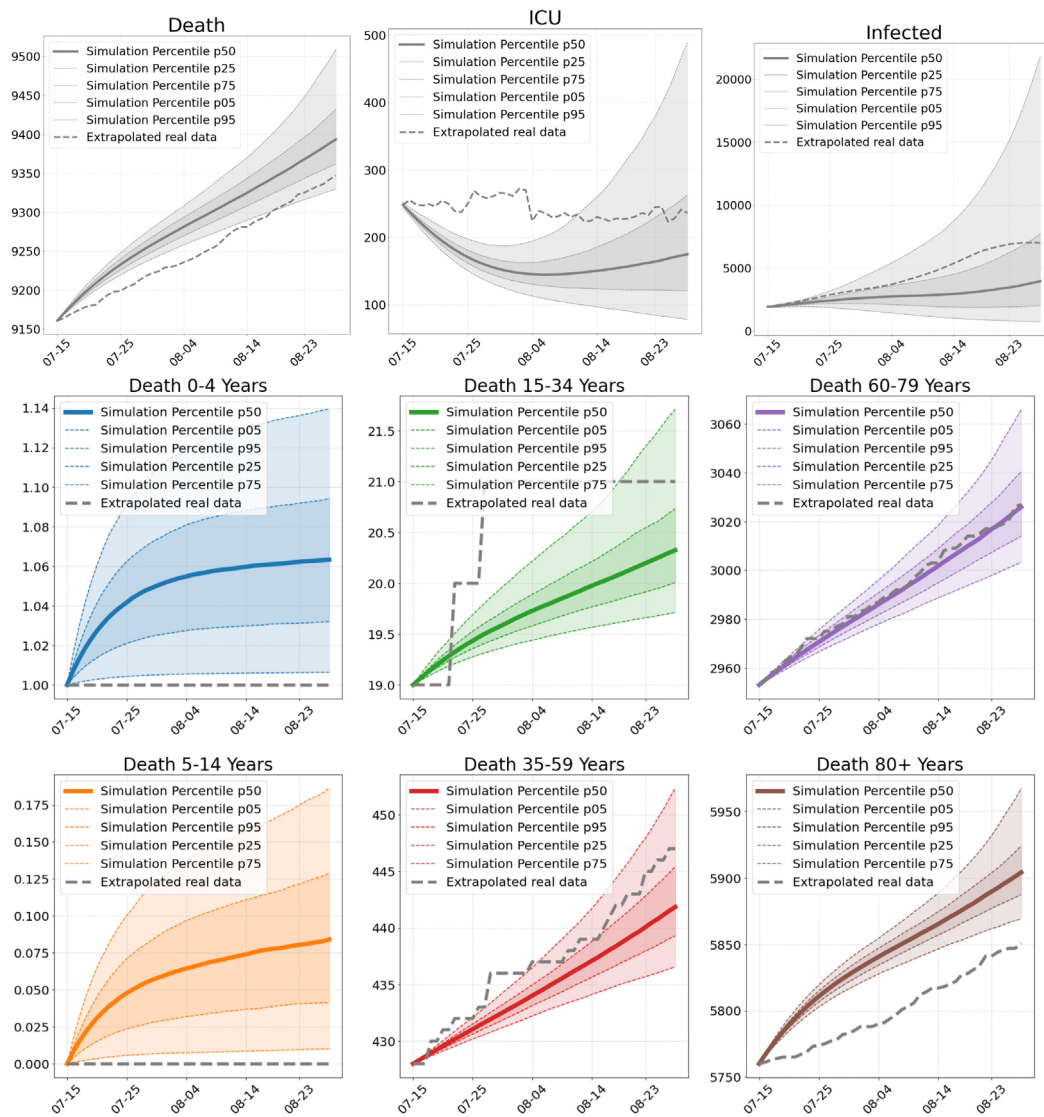 Death
Simulation Percentile p50
Simulation Percentile p25
Simulation Percentile p75
Simulation Percentile p05
Simulation Percentile p95
Extrapolated real data
9500
9450
9400
9350
9300
9250
9200
9150
07-15
07-25
08-04
08-14
08-23
ICU
Simulation Percentile p50
Simulation Percentile p25
Simulation Percentile p75
Simulation Percentile p05
Simulation Percentile p95
Extrapolated real data
500
400
300
200
100
07-15
07-25
08-04
08-14
08-23
Infected
Simulation Percentile p50
Simulation Percentile p25
Simulation Percentile p75
Simulation Percentile p05
Simulation Percentile p95
Extrapolated real data
20000
15000
10000
5000
0
07-15
07-25
08-04
08-14
08-23
Death 0-4 Years
Simulation Percentile p50
Simulation Percentile p05
Simulation Percentile p95
Simulation Percentile p25
Simulation Percentile p75
Extrapolated real data
1.14
1.12
1.10
1.08
1.06
1.04
1.02
1.00
07-15
07-25
08-04
08-14
08-23
Death 15-34 Years
Simulation Percentile p50
Simulation Percentile p05
Simulation Percentile p95
Simulation Percentile p25
Simulation Percentile p75
Extrapolated real data
21.5
21.0
20.5
20.0
19.5
19.0
07-15
07-25
08-04
08-14
08-23
Death 60-79 Years
Simulation Percentile p50
Simulation Percentile p05
Simulation Percentile p95
Simulation Percentile p25
Simulation Percentile p75
Extrapolated real data
3060
3040
3020
3000
2980
2960
07-15
07-25
08-04
08-14
08-23
Death 5-14 Years
Simulation Percentile p50
Simulation Percentile p05
Simulation Percentile p95
Simulation Percentile p25
Simulation Percentile p75
Extrapolated real data
0.175
0.150
0.125
0.100
0.075
0.050
0.025
0.000
07-15
07-25
08-04
08-14
08-23
Death 35-59 Years
Simulation Percentile p50
Simulation Percentile p05
Simulation Percentile p95
Simulation Percentile p25
Simulation Percentile p75
Extrapolated real data
450
445
440
435
430
07-15
07-25
08-04
08-14
08-23
Death 80+ Years
Simulation Percentile p50
Simulation Percentile p05
Simulation Percentile p95
Simulation Percentile p25
Simulation Percentile p75
Extrapolated real data
5950
5900
5850
5800
5750
07-15
07-25
08-04
08-14
08-23